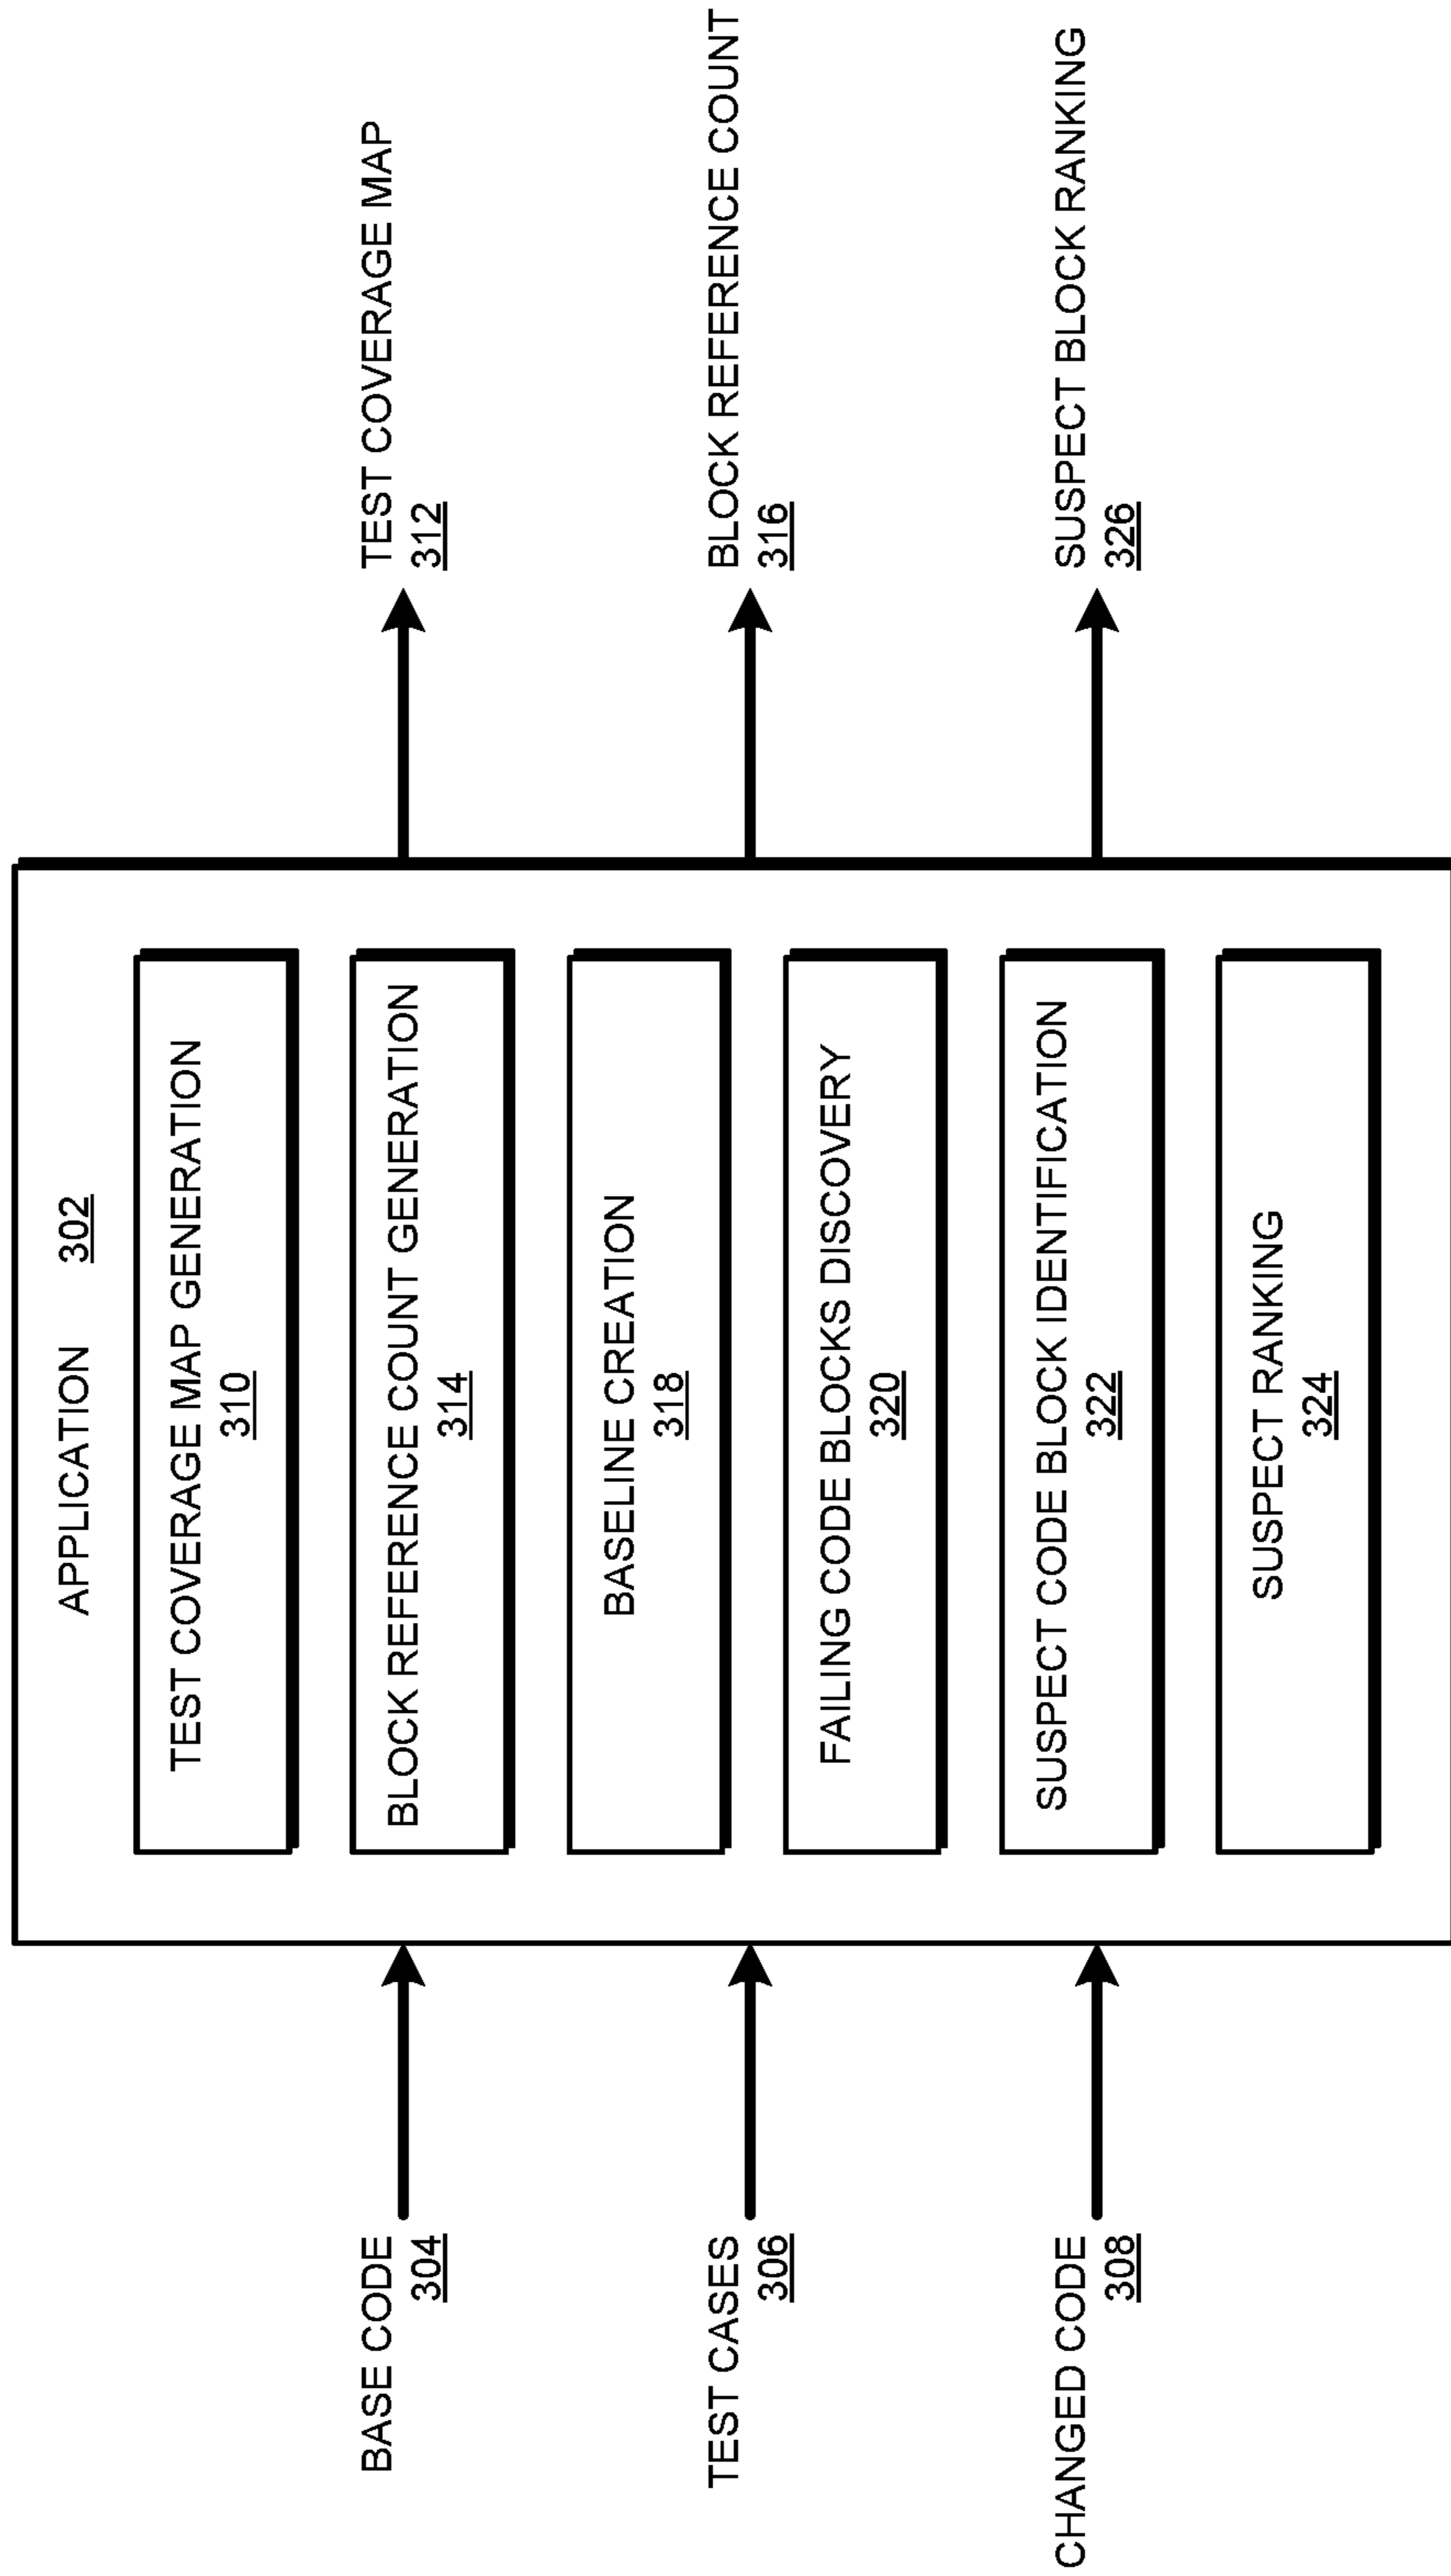 APPLICATION 302
BASE CODE
304
TEST CASES
306
CHANGED CODE
308
TEST COVERAGE MAP GENERATION
310
BLOCK REFERENCE COUNT GENERATION
314
BASELINE CREATION
318
FAILING CODE BLOCKS DISCOVERY
320
SUSPECT CODE BLOCK IDENTIFICATION
322
SUSPECT RANKING
324
TEST COVERAGE MAP
312
BLOCK REFERENCE COUNT
316
SUSPECT BLOCK RANKING
326